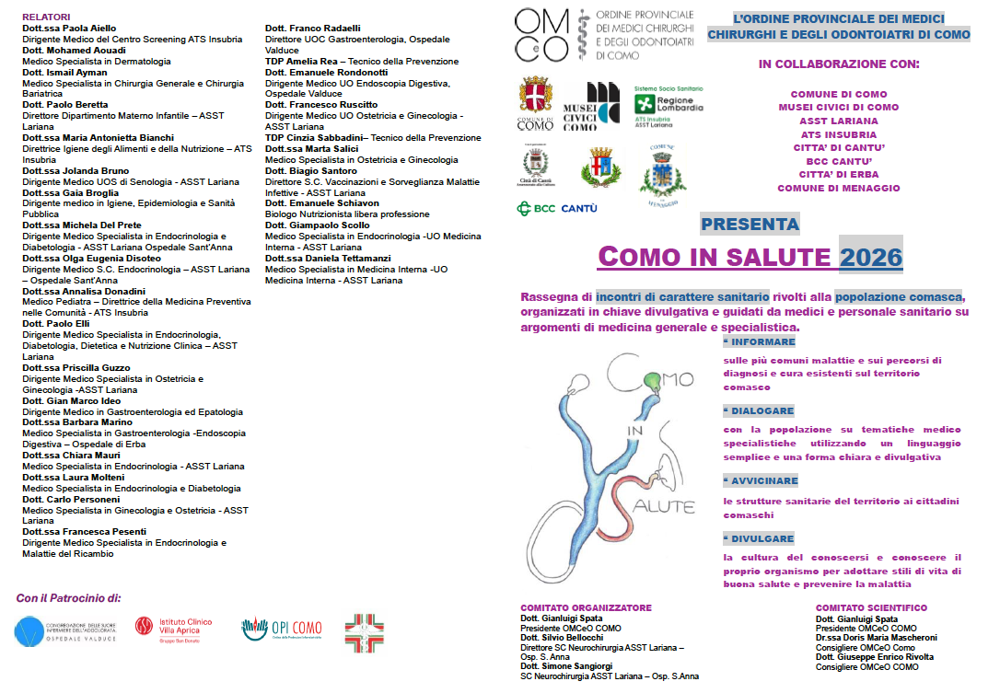 RELATORI
Dott.ssa Paola Aiello
Dirigente Medico del Centro Screening ATS Insubria
Dott. Mohamed Aouadi
Medico Specialista in Dermatologia
Dott. Ismail Ayman
Medico Specialista in Chirurgia Generale e Chirurgia
Bariatrica
Dott. Paolo Beretta
Direttore Dipartimento Materno Infantile – ASST
Lariana
Dott.ssa Maria Antonietta Bianchi
Direttrice Igiene degli Alimenti e della Nutrizione – ATS
Insubria
Dott.ssa Jolanda Bruno
Dirigente Medico UOS di Senologia - ASST Lariana
Dott.ssa Gaia Broglia
Dirigente medico in Igiene, Epidemologia e Sanità
Pubblica
Dott.ssa Michela Del Prete
Dirigente Medico Specialista in Endocrinologia e
Diabetologia - ASST Lariana Ospedale Sant'Anna
Dott.ssa Olga Eugenia Disoteo
Dirigente Medico S.C. Endocrinologia – ASST Lariana
– Ospedale Sant'Anna
Dott.ssa Annalisa Donadini
Medico Pediatra – Direttrice della Medicina Preventiva
nelle Comunità - ATS Insubria
Dott. Paolo Elli
Dirigente Medico Specialista in Endocrinologia,
Diabetologia, Dietetica e Nutrizione Clinica – ASST
Lariana
Dott.ssa Priscilla Guzzo
Dirigente Medico Specialista in Ostetricia e
Ginecologia -ASST Lariana
Dott. Gian Marco Ideo
Dirigente Medico in Gastroenterologia ed Epatologia
Dott.ssa Barbara Marino
Medico Specialista in Gastroenterologia -Endoscopia
Digestiva – Ospedale di Erba
Dott.ssa Chiara Mauri
Medico Specialista in Endocrinologia - ASST Lariana
Dott.ssa Laura Molteni
Medico Specialista in Endocrinologia e Diabetologia
Dott. Carlo Personeni
Medico Specialista in Ginecologia e Ostetricia - ASST
Lariana
Dott.ssa Francesca Pesenti
Dirigente Medico Specialista in Endocrinologia e
Malattie del Ricambio
Dott. Franco Radaelli
Direttore UOC Gastroenterologia, Ospedale
Valduce
TDP Amelia Rea – Tecnico della Prevenzione
Dott. Emanuele Rondonotti
Dirigente Medico UO Endoscopia Digestiva,
Ospedale Valduce
Dott. Francesco Ruscitto
Dirigente Medico UO Ostetricia e Ginecologia -
ASST Lariana
TDP Cinzia Sabbadini– Tecnico della Prevenzione
Dott.ssa Marta Salici
Medico Specialista in Ostetricia e Ginecologia
Dott. Biagio Santoro
Direttore S.C. Vaccinazioni e Sorveglianza Malattie
Infettive - ASST Lariana
Dott. Emanuele Schiavon
Biologo Nutrizionista libera professione
Dott. Giampaolo Scollo
Medico Specialista in Endocrinologia -UO Medicina
Interna - ASST Lariana
Dott.ssa Daniela Tettamanzi
Medico Specialista in Medicina Interna -UO
Medicina Interna - ASST Lariana
Con il Patrocinio di:
CONGREGAZIONE DELLE SUORE
INFERMIERE DELL'ADDOLORATA
OSPEDALE VALDUCE
Istituto Clinico
Villa Aprica
Gruppo San Donato
OPI COMO
OMCeO
ORDINE PROVINCIALE
DEI MEDICI CHIRURGHI
E DEGLI ODONTOIATRI
DI COMO
L'ORDINE PROVINCIALE DEI MEDICI
CHIRURGHI E DEGLI ODONTOIATRI DI COMO
IN COLLABORAZIONE CON:
COMUNE DI COMO
MUSEI CIVICI DI COMO
ASST LARIANA
ATS INSUBRIA
CITTA' DI CANTU'
BCC CANTU'
CITTA' DI ERBA
COMUNE DI MENAGGIO
COMUNE DI
COMO
MUSEI
CIVICI
COMO
Sistema Socio Sanitario
Regione
Lombardia
ATS Insubria
ASST Lariana
Città di Cantù
COMUNE
MENAGGIO
BCC CANTÙ
PRESENTA
COMO IN SALUTE 2026
Rassegna di incontri di carattere sanitario rivolti alla popolazione comasca,
organizzati in chiave divulgativa e guidati da medici e personale sanitario su
argomenti di medicina generale e specialistica.
COMO
IN
SALUTE
“ INFORMARE
sulle più comuni malattie e sui percorsi di
diagnosi e cura esistenti sul territorio
comasco
“ DIALOGARE
con la popolazione su tematiche medico
specialistiche utilizzando un linguaggio
semplice e una forma chiara e divulgativa
“ AVVICINARE
le strutture sanitarie del territorio ai cittadini
comaschi
“ DIVULGARE
la cultura del conoscersi e conoscere il
proprio organismo per adottare stili di vita di
buona salute e prevenire la malattia
COMITATO ORGANIZZATORE
Dott. Gianluigi Spata
Presidente OMCeO COMO
Dott. Silvio Bellocchi
Direttore SC Neurochirurgia ASST Lariana –
Osp. S. Anna
Dott. Simone Sangiorgi
SC Neurochirurgia ASST Lariana – Osp. S.Anna
COMITATO SCIENTIFICO
Dott. Gianluigi Spata
Presidente OMCeO COMO
Dr.ssa Doris Maria Mascheroni
Consigliere OMCeO Como
Dott. Giuseppe Enrico Rivolta
Consigliere OMCeO COMO